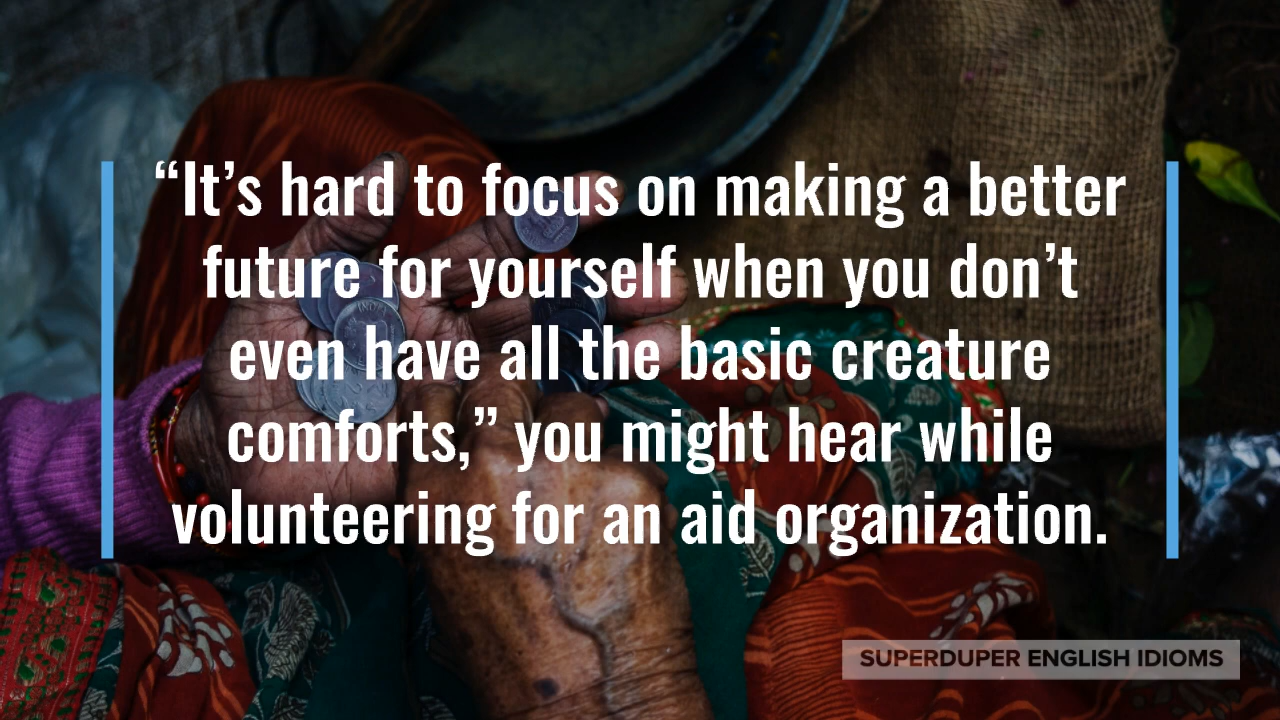 “It’s hard to focus on making a better
future for yourself when you don’t
even have all the basic creature
comforts,” you might hear while
volunteering for an aid organization.
SUPERDUPER ENGLISH IDIOMS